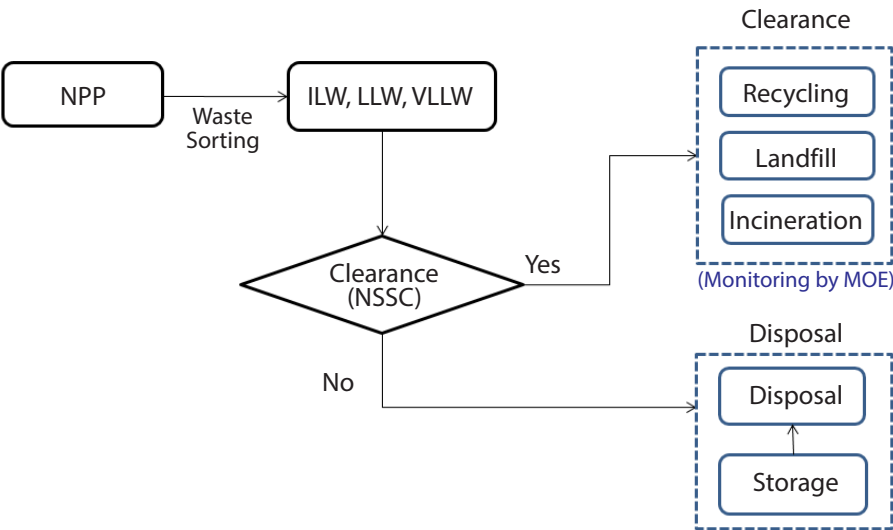 NPP
Waste
Sorting
ILW, LLW, VLLW
Clearance
(NSSC)
Yes
No
Clearance
Recycling
Landfill
Incineration
(Monitoring by MOE)
Disposal
Disposal
Storage